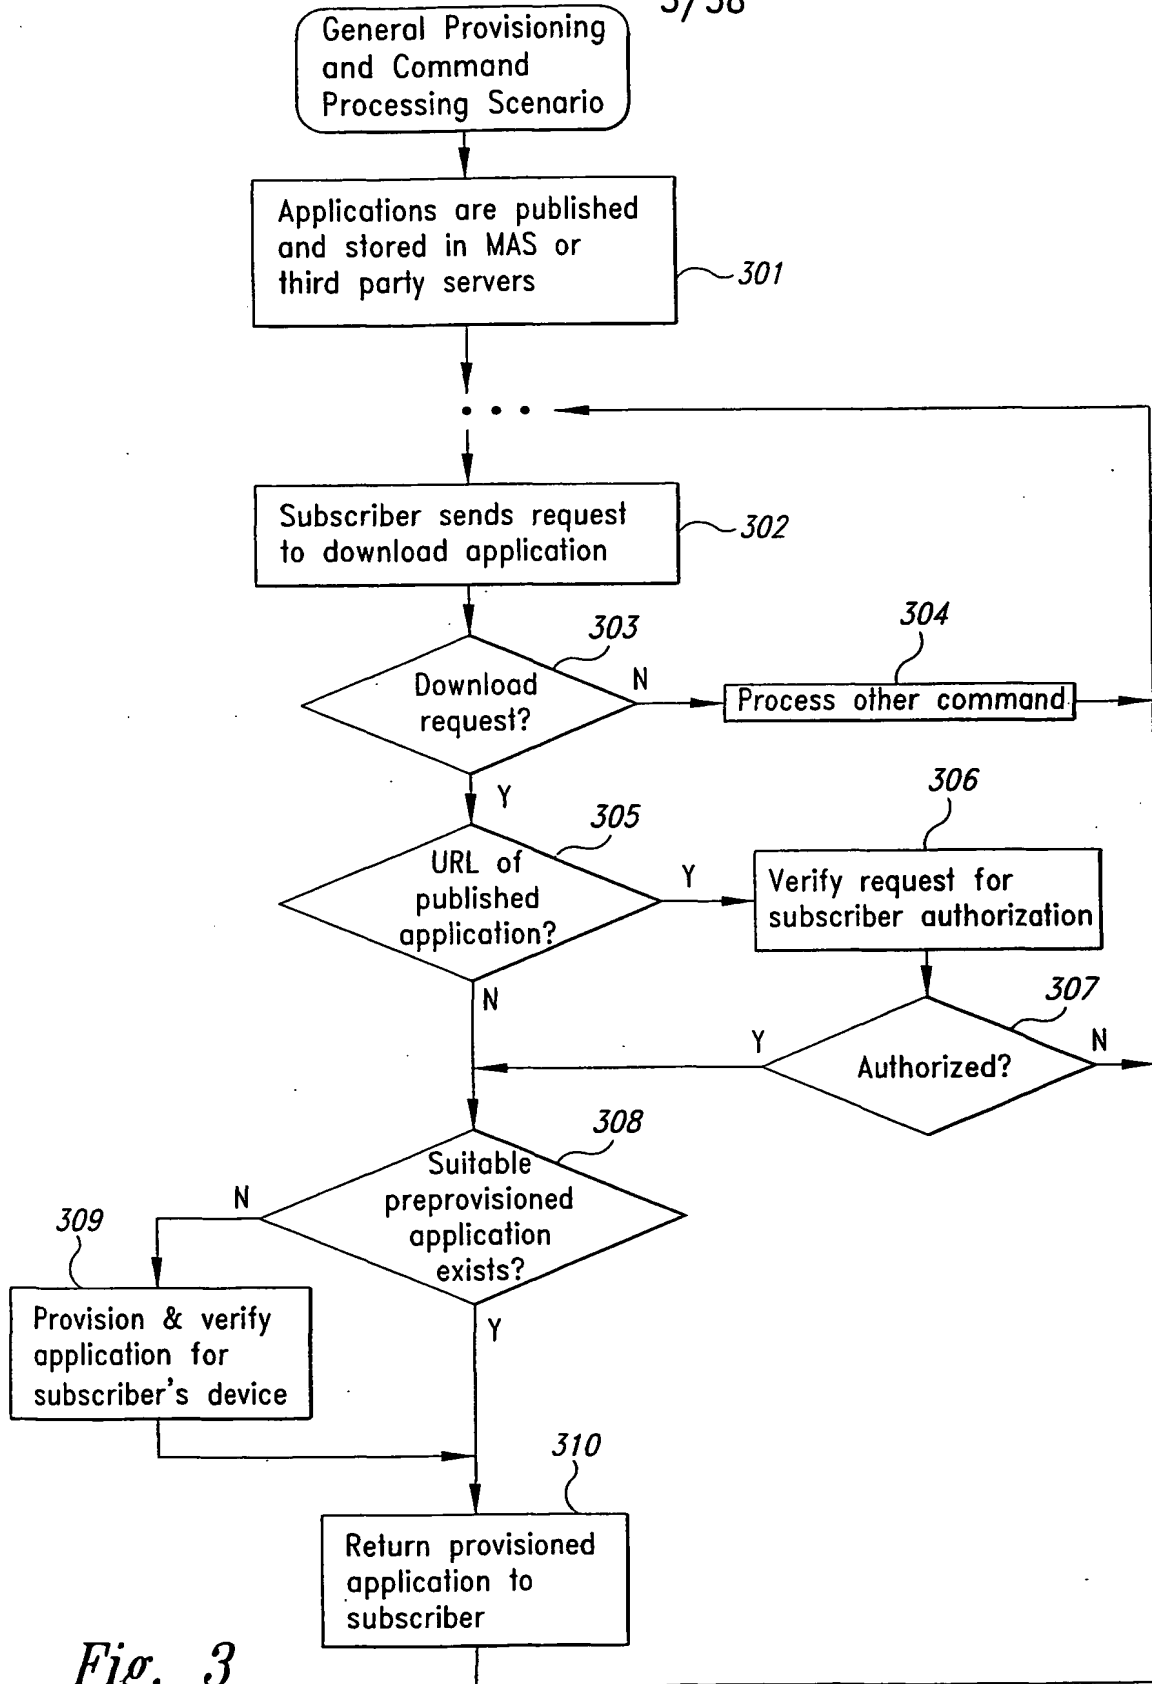 3/38
General Provisioning
and Command
Processing Scenario
Applications are published
and stored in MAS or
third party servers
301
Subscriber sends request
to download application
302
303
Download
request?
N
Y
304
Process other command
305
URL of
published
application?
Y
N
306
Verify request for
subscriber authorization
307
Authorized?
Y
N
308
Suitable
preprovisioned
application
exists?
N
Y
309
Provision & verify
application for
subscriber's device
310
Return provisioned
application to
subscriber
Fig. 3